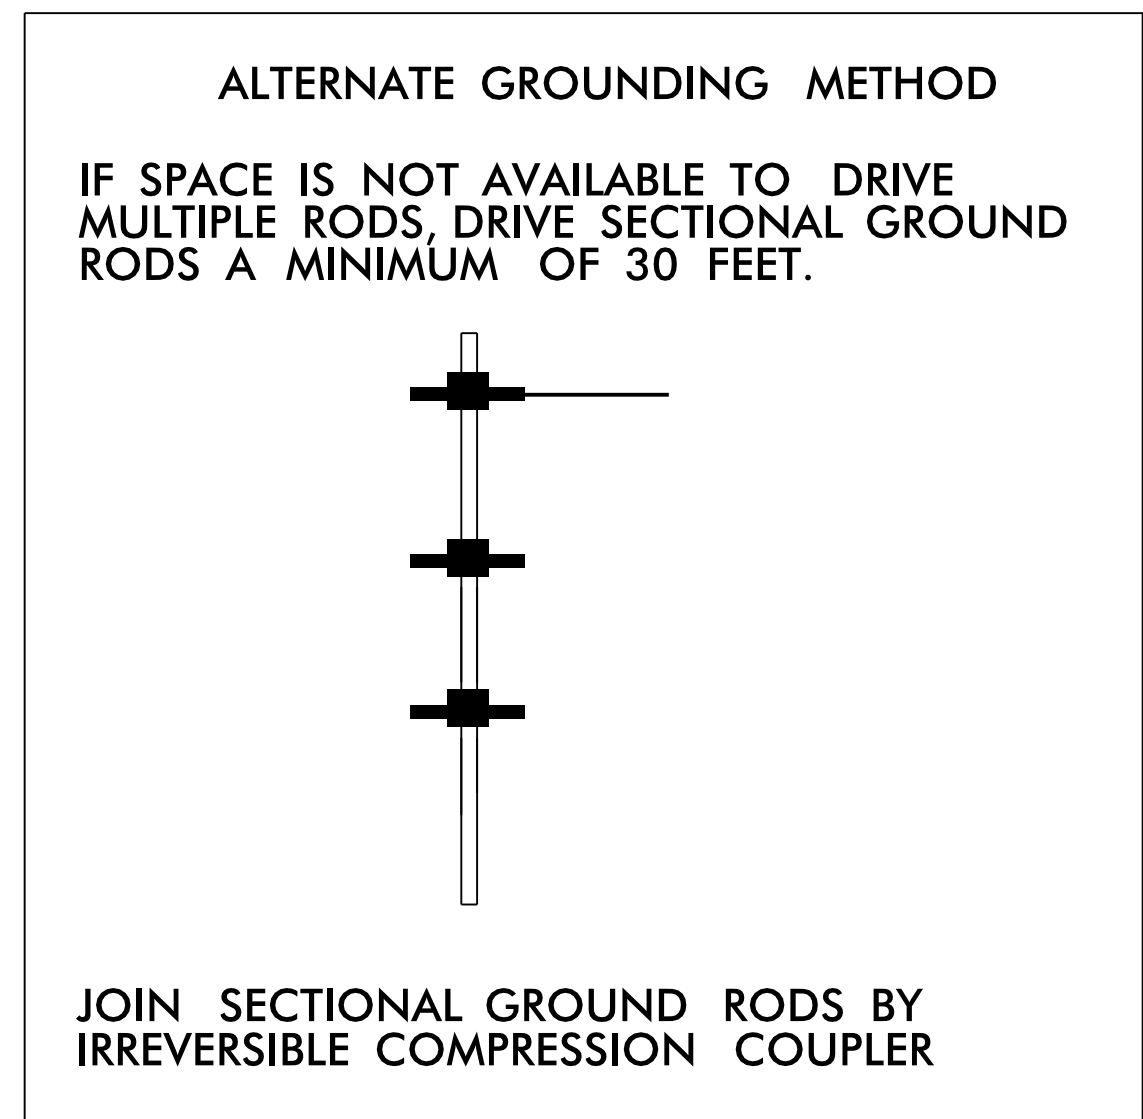 ALTERNATE GROUNDING METHOD
IF SPACE IS NOT AVAILABLE TO DRIVE
MULTIPLE RODS, DRIVE SECTIONAL GROUND
RODS A MINIMUM OF 30 FEET.
JOIN SECTIONAL GROUND RODS BY
IRREVERSIBLE COMPRESSION COUPLER